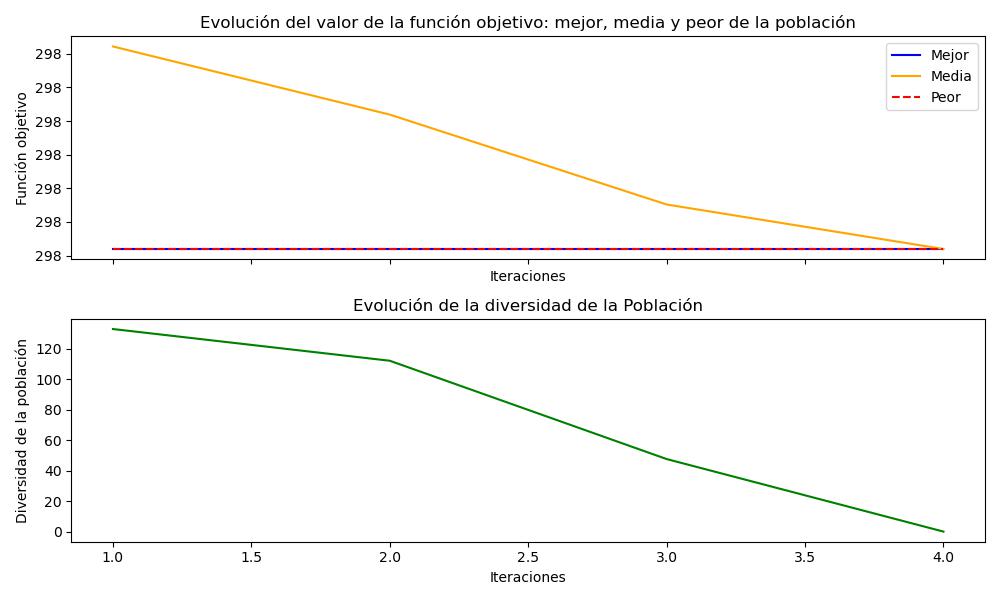 Evolución del valor de la función objetivo: mejor, media y peor de la población
298
298
298
298
298
298
298
Función objetivo
Mejor
Media
Peor
Iteraciones
Evolución de la diversidad de la Población
120
100
80
60
40
20
0
Diversidad de la población
1.0 1.5 2.0 2.5 3.0 3.5 4.0
Iteraciones